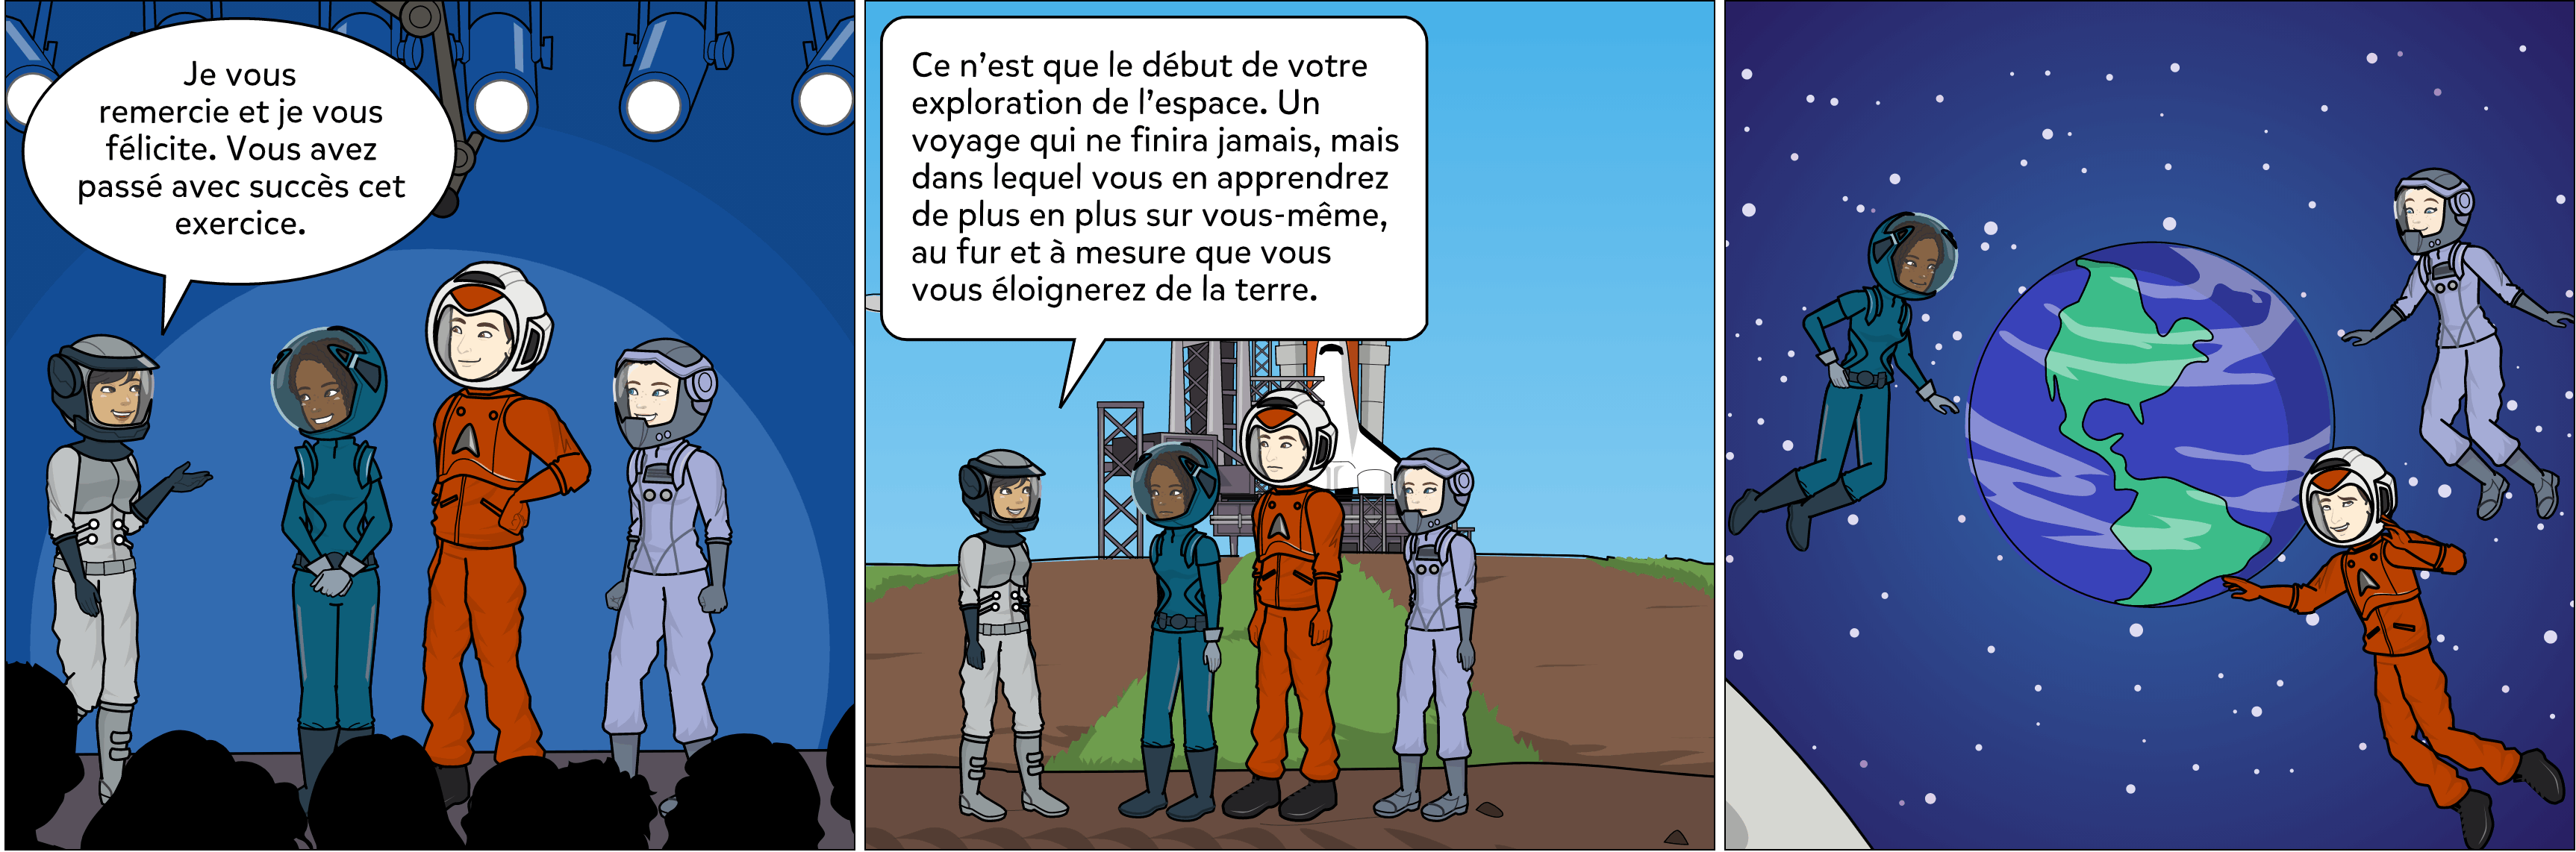 Je vous
remercie et je vous
félicite. Vous avez
passé avec succès cet
exercice.
Ce n’est que le début de votre
exploration de l’espace. Un
voyage qui ne finira jamais, mais
dans lequel vous en apprendrez
de plus en plus sur vous-même,
au fur et à mesure que vous
vous éloignerez de la terre.